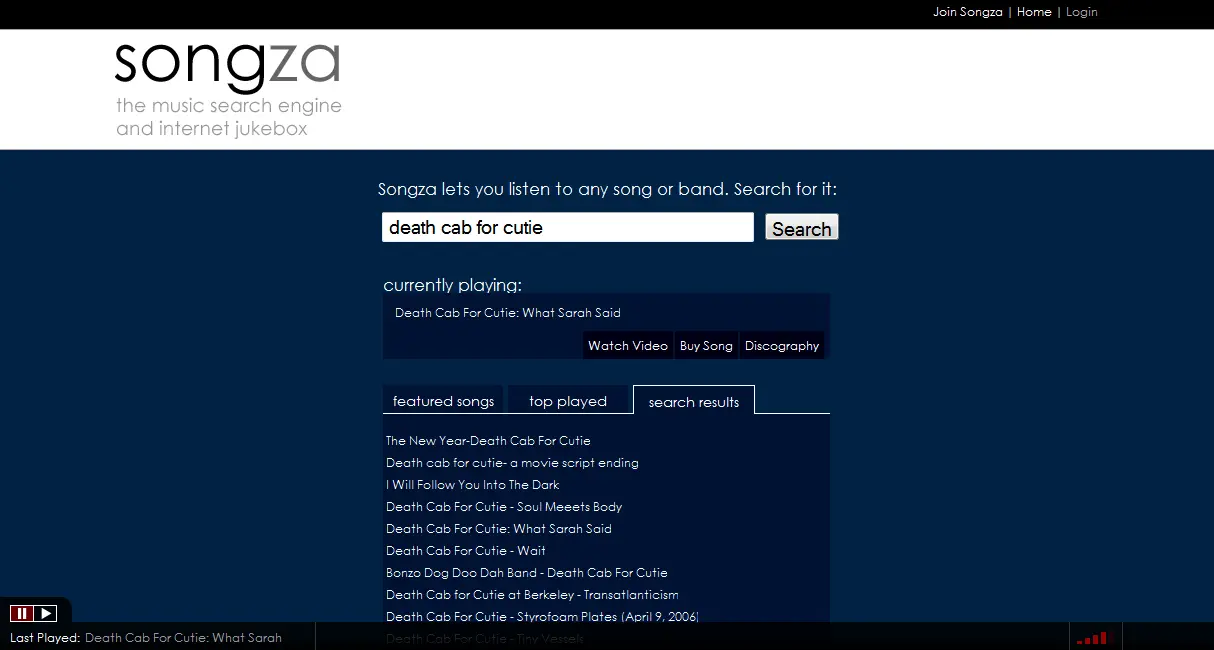 Join Songza | Home | Login
songza
the music search engine
and internet jukebox
Songza lets you listen to any song or band. Search for it:
death cab for cutie
Search
currently playing:
Death Cab For Cutie: What Sarah Said
Watch Video
Buy Song
Discography
featured songs
top played
search results
The New Year-Death Cab For Cutie
Death cab for cutie- a movie script ending
I Will Follow You Into The Dark
Death Cab For Cutie - Soul Meeets Body
Death Cab For Cutie: What Sarah Said
Death Cab For Cutie - Wait
Bonzo Dog Doo Dah Band - Death Cab For Cutie
Death Cab for Cutie at Berkeley - Transatlanticism
Death Cab For Cutie - Styrofoam Plates (April 9, 2006)
Death Cab For Cutie - Tiny Vessels
Last Played: Death Cab For Cutie: What Sarah